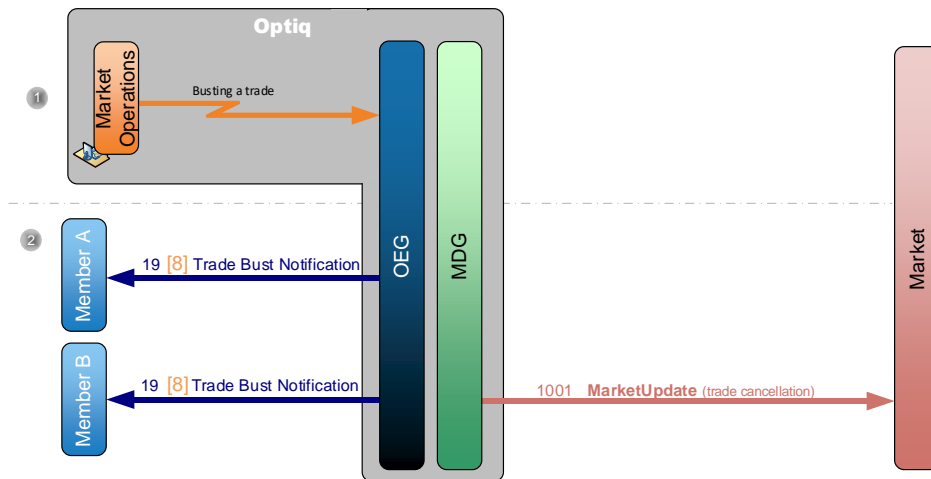 Optiq
1
Market
Operations
Busting a trade
2
Member A
19 [8] Trade Bust Notification
OEG
MDG
Market
Member B
19 [8] Trade Bust Notification
1001 MarketUpdate (trade cancellation)